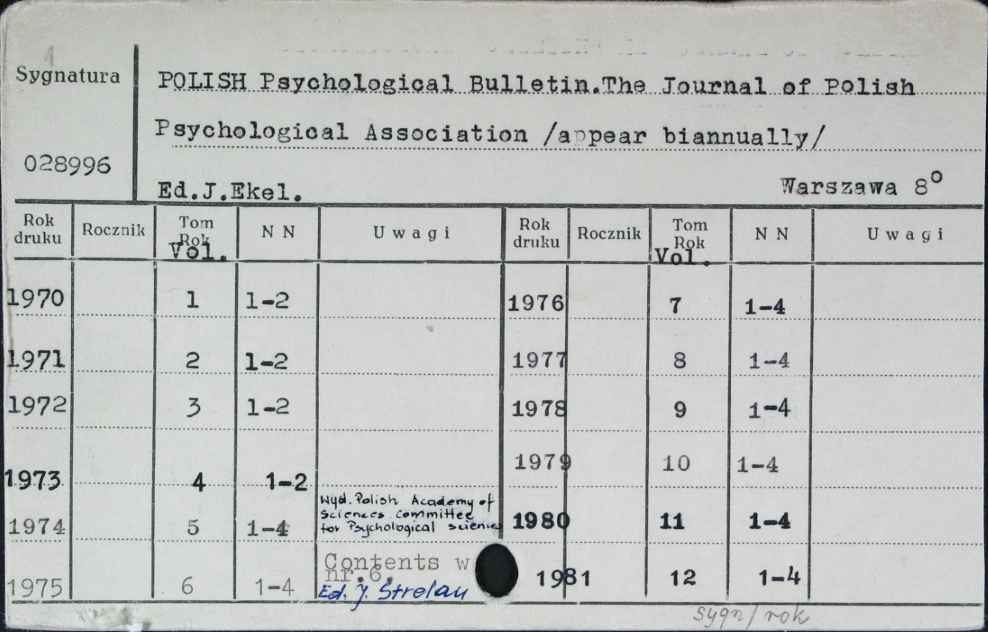 Sygnatura
POLISH Psychological Bulletin.The Journal of Polish
Psychological Association /appear biannually/
028996
Ed.J.Ekel. Warszawa 8°
Rok druku Rocznik Tom Rok Vol. N N Uwagi Rok druku Rocznik Tom Rok Vol. N N Uwagi
1970 1 1-2 1976 7 1-4
1971 2 1-2 1977 8 1-4
1972 3 1-2 1978 9 1-4
1979 10 1-4
1973 4 1-2
Wyd. Polish Academy of
Sciences Committee
for Psychological science
1974 5 1-4 1980 11 1-4
Contents w
nr.6.
1975 6 1-4 Ed. J. Strelau 1981 12 1-4
sygn/rok